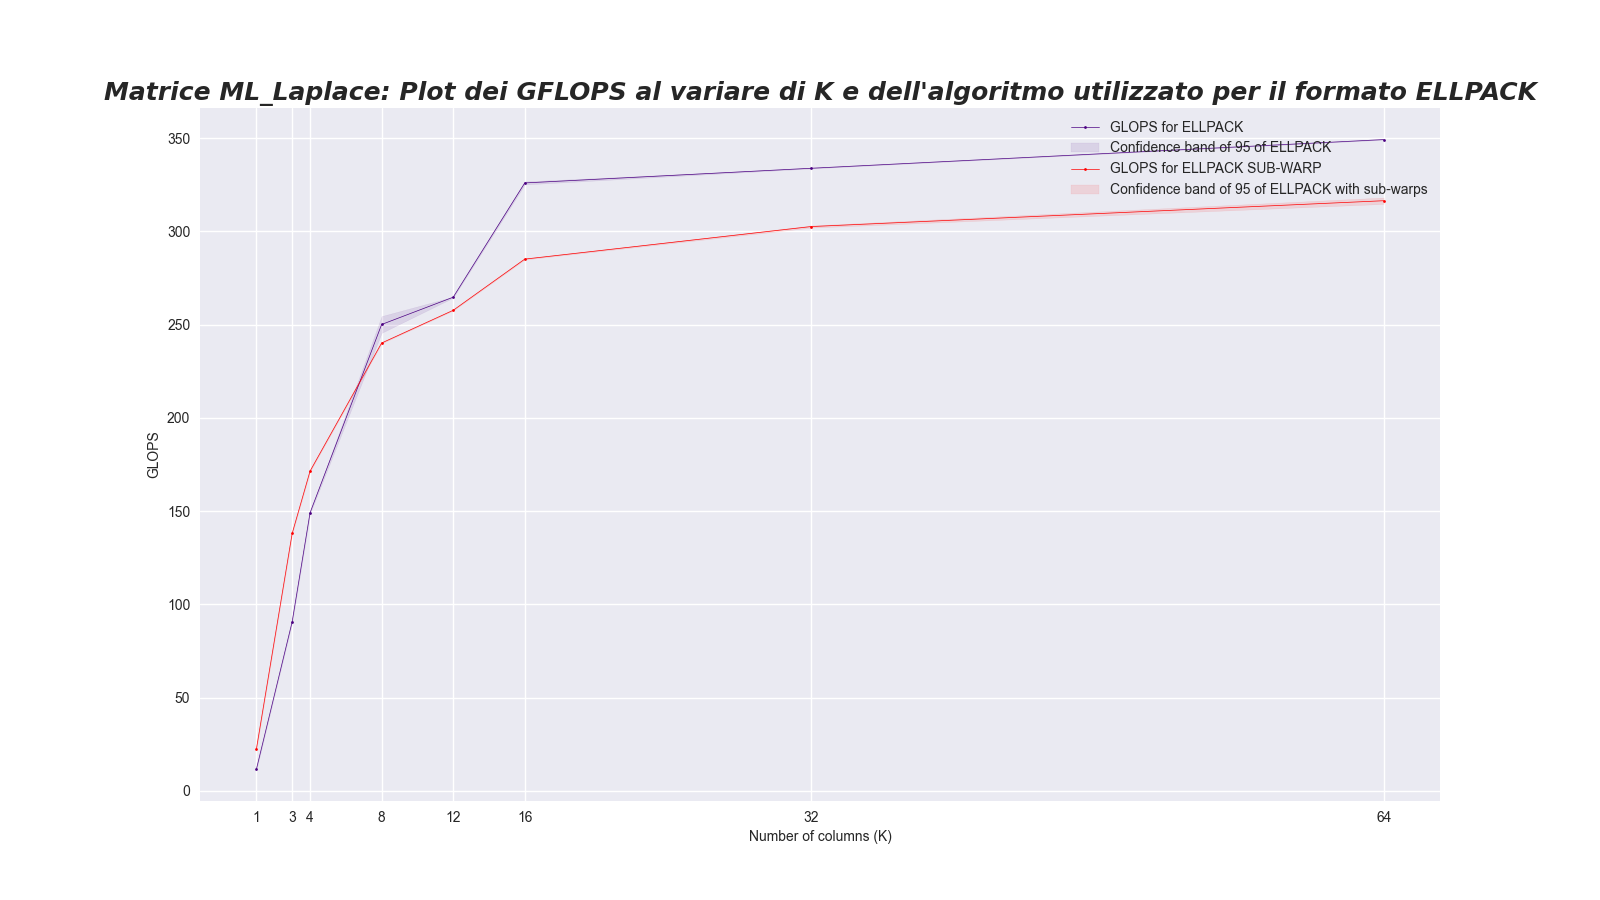 Matrice ML_Laplace: Plot dei GFLOPS al variare di K e dell'algoritmo utilizzato per il formato ELLPACK
GLOPS for ELLPACK
Confidence band of 95 of ELLPACK
GLOPS for ELLPACK SUB-WARP
Confidence band of 95 of ELLPACK with sub-warps
350
300
250
200
150
100
50
0
GLOPS
1 3 4 8 12 16 32 64
Number of columns (K)